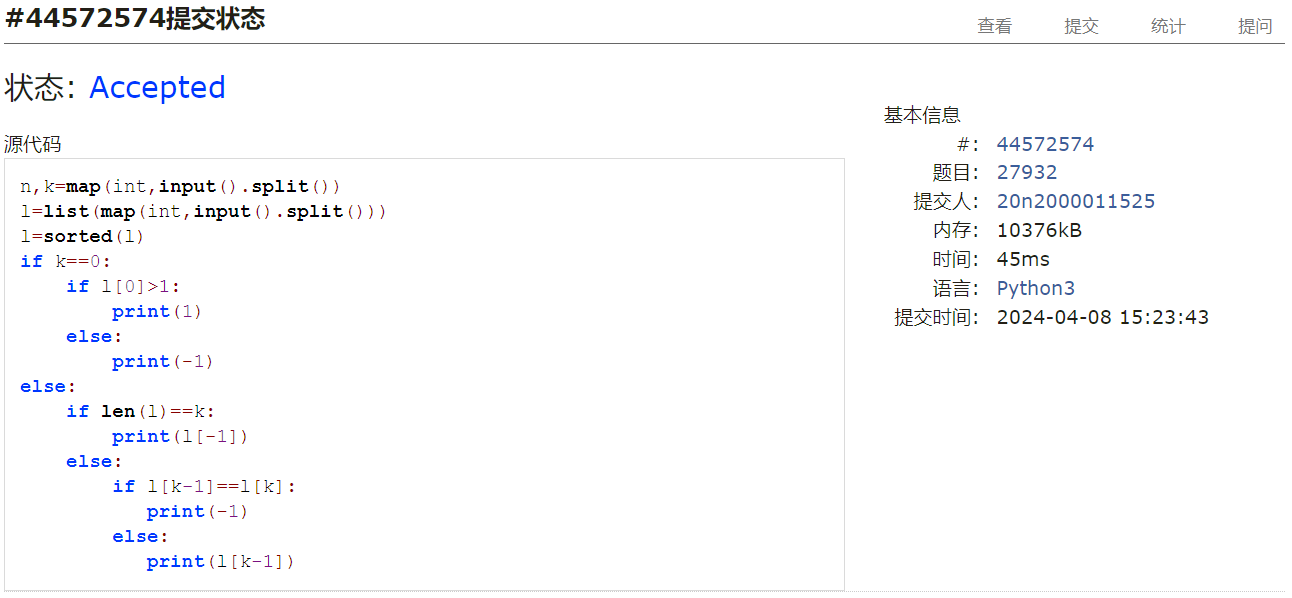 #44572574提交状态
查看 提交 统计 提问
状态: Accepted
源代码
n,k=map(int,input().split())
l=list(map(int,input().split()))
l=sorted(l)
if k==0:
    if l[0]>1:
        print(1)
    else:
        print(-1)
else:
    if len(l)==k:
        print(l[-1])
    else:
        if l[k-1]==l[k]:
           print(-1)
        else:
           print(l[k-1])
基本信息
#: 44572574
题目: 27932
提交人: 20n2000011525
内存: 10376kB
时间: 45ms
语言: Python3
提交时间: 2024-04-08 15:23:43